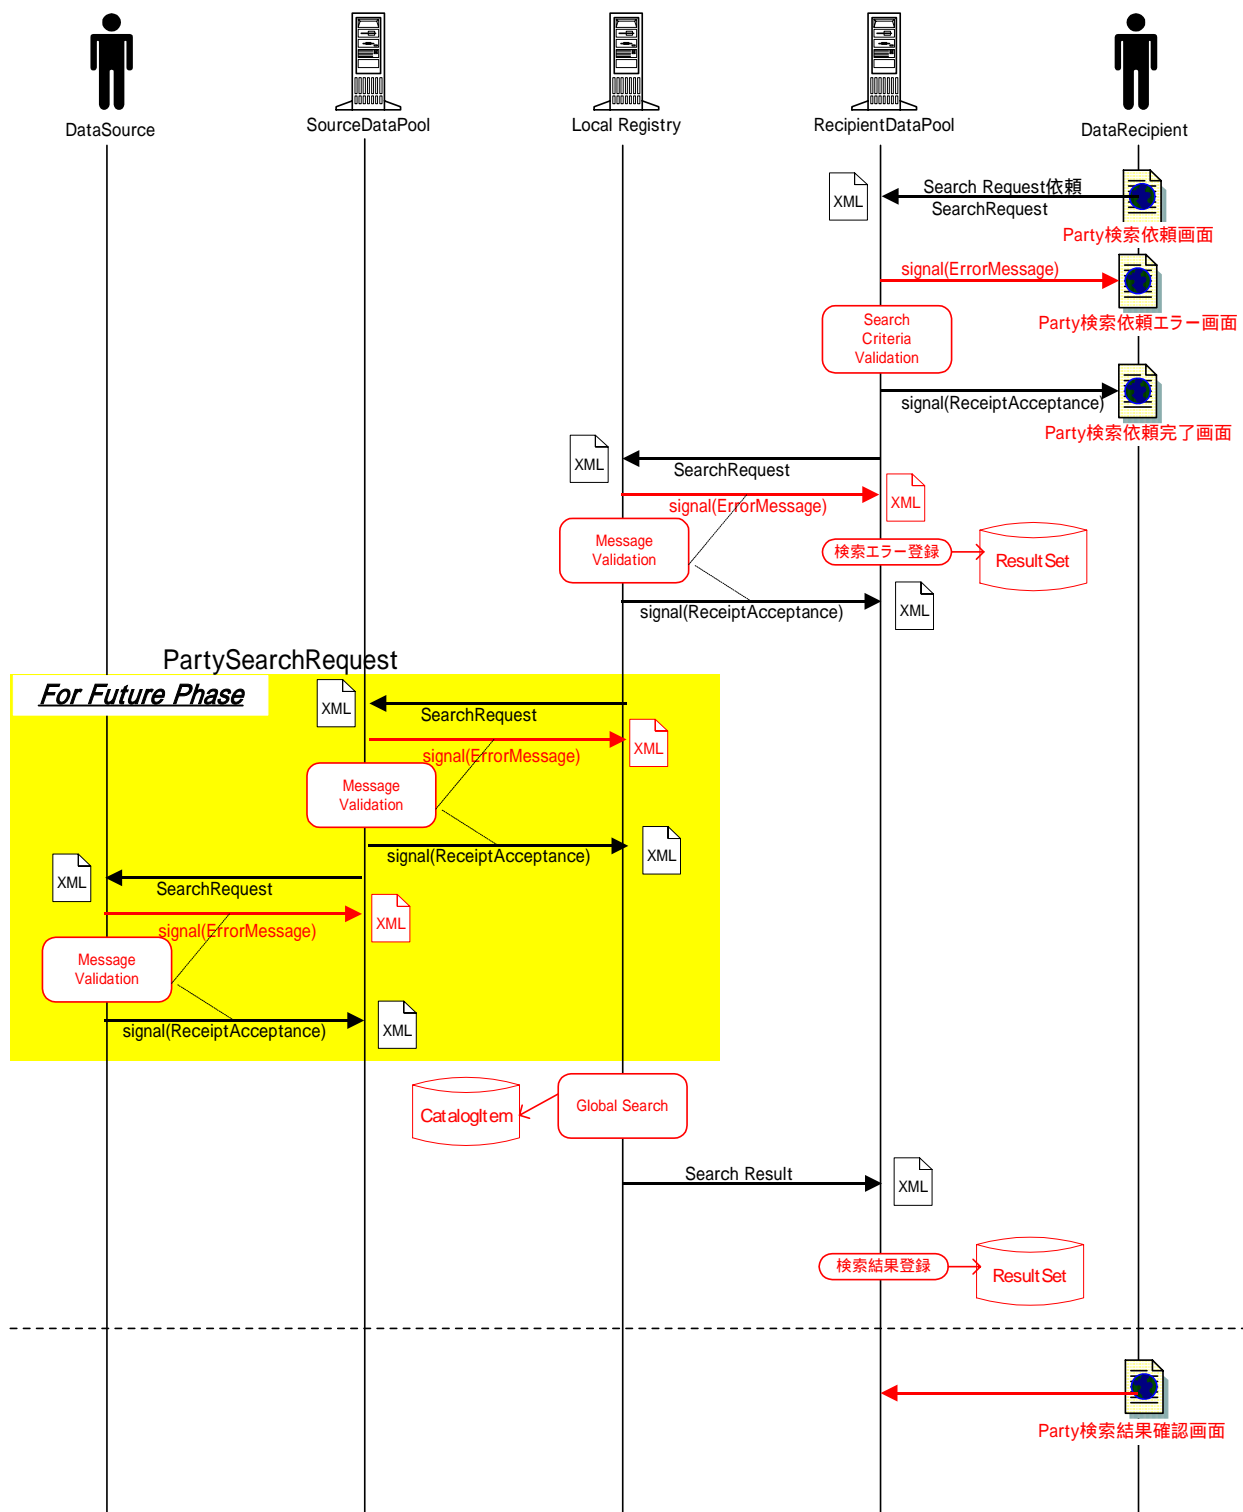 DataSource
SourceDataPool
Local Registry
RecipientDataPool
DataRecipient
XML
Search Request依頼
SearchRequest
Party検索依頼画面
signal(ErrorMessage)
Party検索依頼エラー画面
Search
Criteria
Validation
signal(ReceiptAcceptance)
Party検索依頼完了画面
XML
SearchRequest
signal(ErrorMessage)
XML
Message
Validation
検索エラー登録
ResultSet
signal(ReceiptAcceptance)
XML
PartySearchRequest
For Future Phase
XML
SearchRequest
signal(ErrorMessage)
XML
Message
Validation
signal(ReceiptAcceptance)
XML
XML
SearchRequest
signal(ErrorMessage)
XML
Message
Validation
signal(ReceiptAcceptance)
XML
CatalogItem
Global Search
Search Result
XML
検索結果登録
ResultSet
Party検索結果確認画面